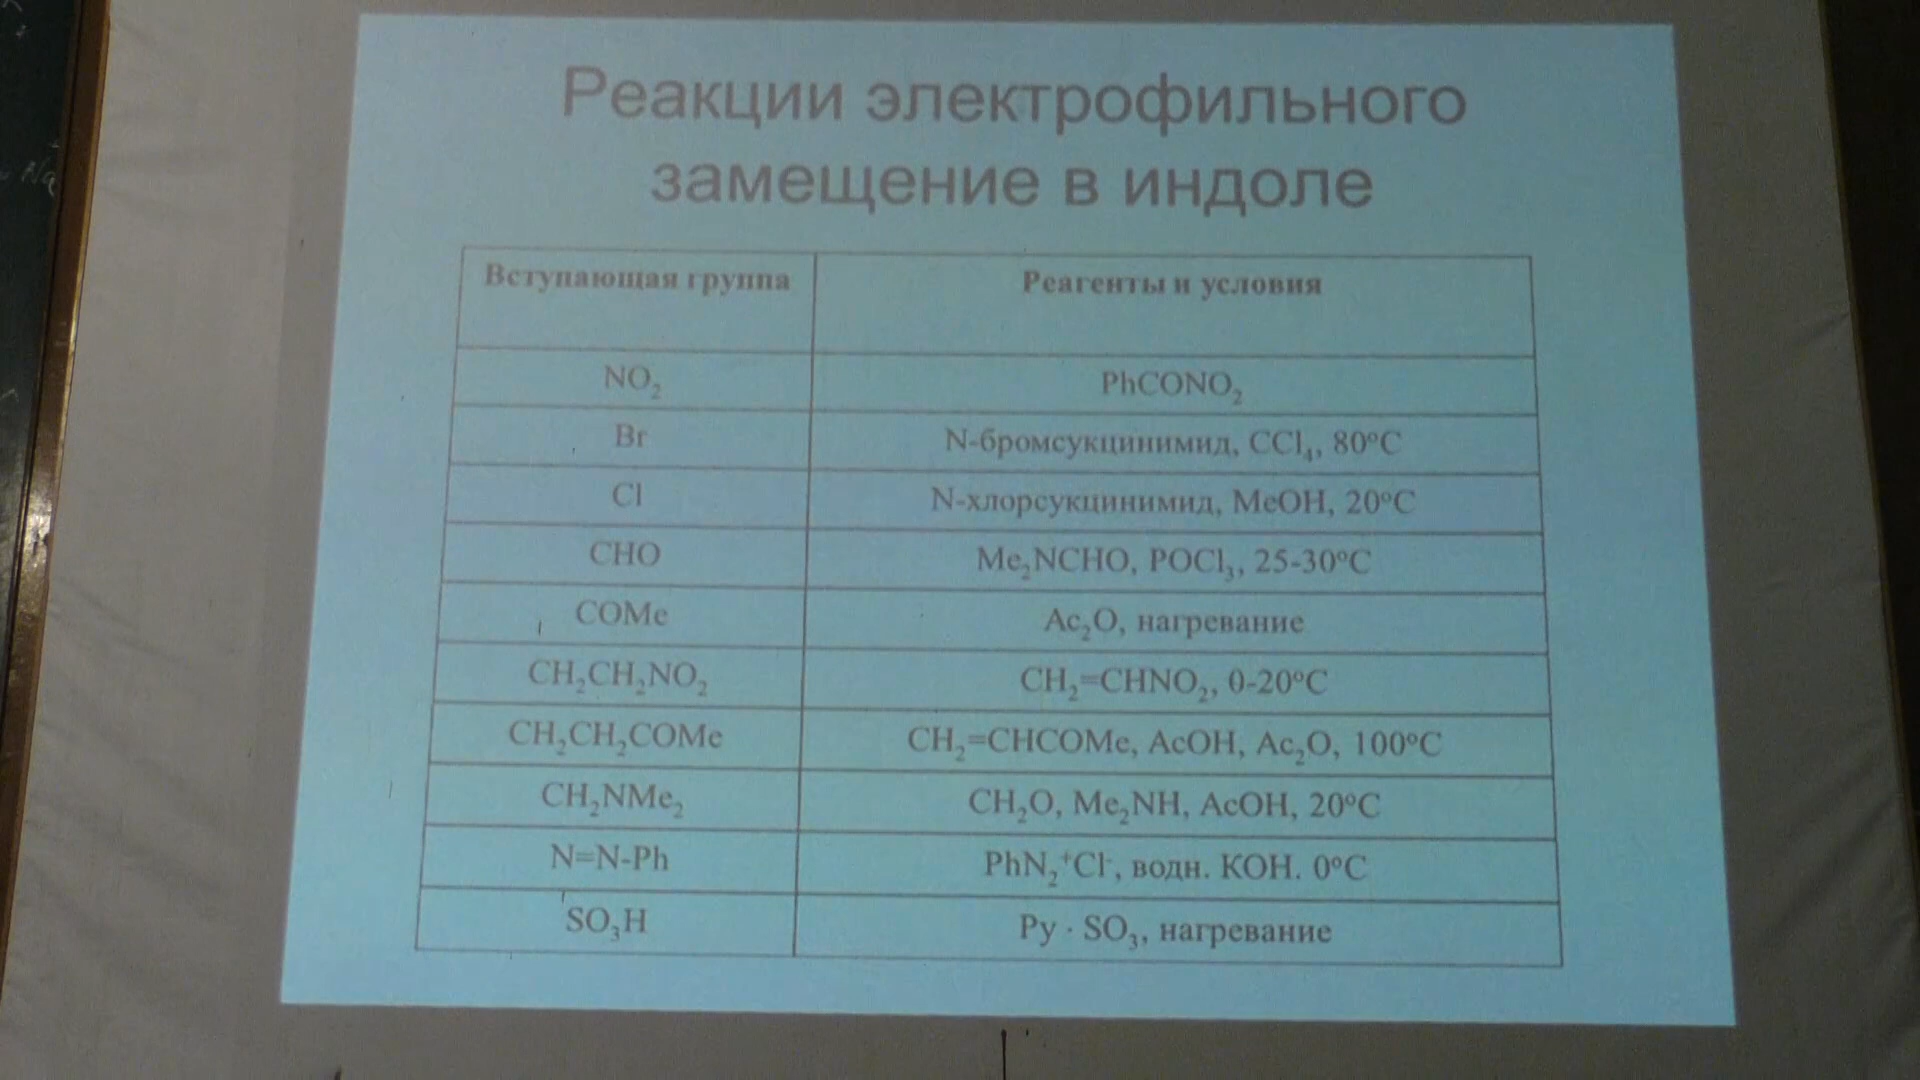 Реакции электрофильного
замещение в индоле
Вступающая группа Реагенты и условия
NO₂ PhCONO₂
Br N-бромсукцинимид, CCl₄, 80°C
Cl N-хлорсукцинимид, MeOH, 20°C
CHO Me₂NCHO, POCl₃, 25-30°C
COMe Ac₂O, нагревание
CH₂CH₂NO₂ CH₂=CHNO₂, 0-20°C
CH₂CH₂COMe CH₂=CHCOMe, AcOH, Ac₂O, 100°C
CH₂NMe₂ CH₂O, Me₂NH, AcOH, 20°C
N=N-Ph PhN₂⁺Cl⁻, водн. KOH. 0°C
SO₃H Py · SO₃, нагревание
Na